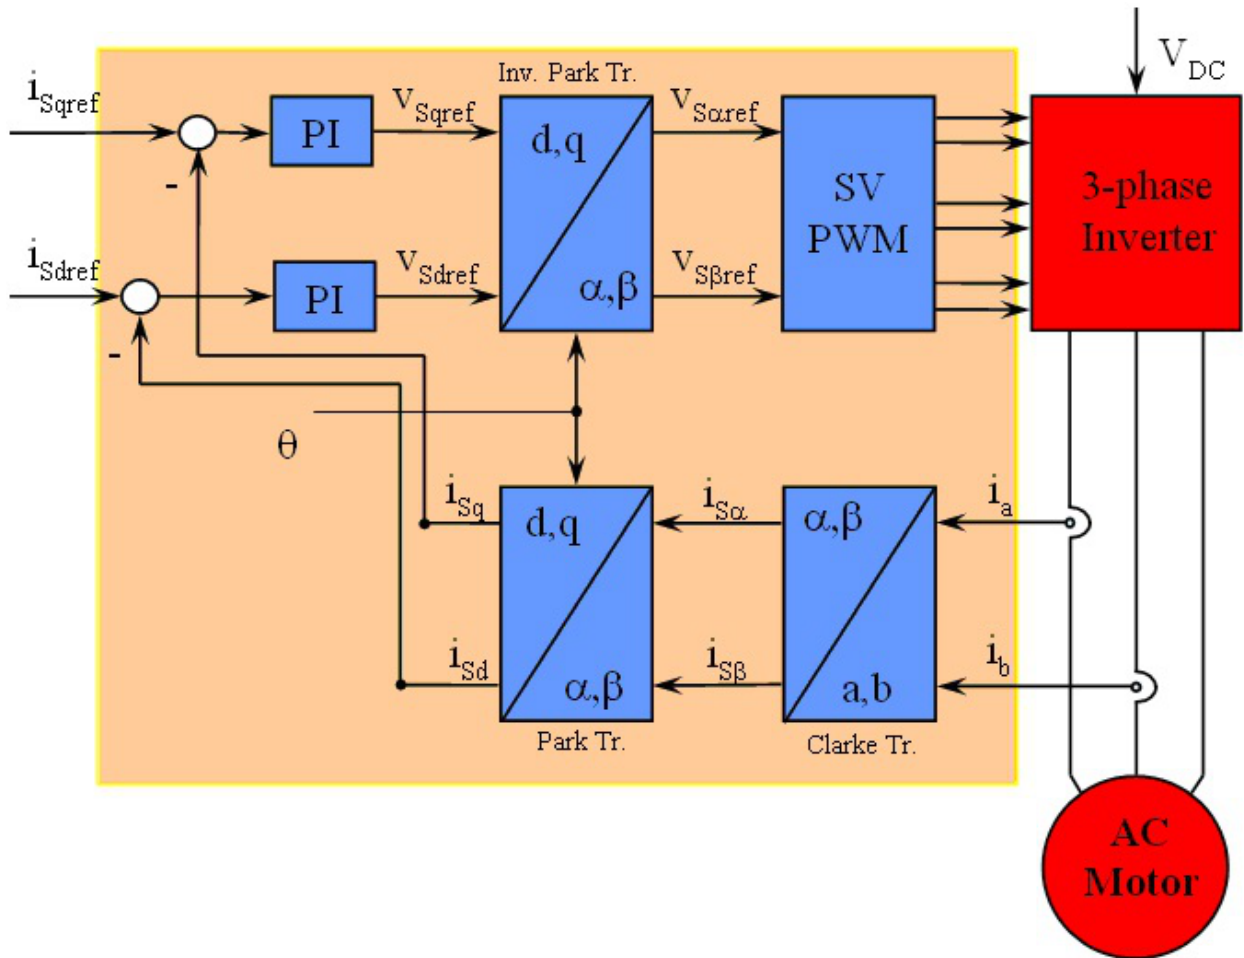 Inv. Park Tr.
V_DC
i_Sqref
PI
v_Sqref
d,q
v_Sαref
SV
PWM
3-phase
Inverter
-
i_Sdref
PI
v_Sdref
α,β
v_Sβref
-
θ
i_Sq
d,q
i_Sα
α,β
i_a
i_Sd
α,β
i_Sβ
a,b
i_b
Park Tr.
Clarke Tr.
AC
Motor